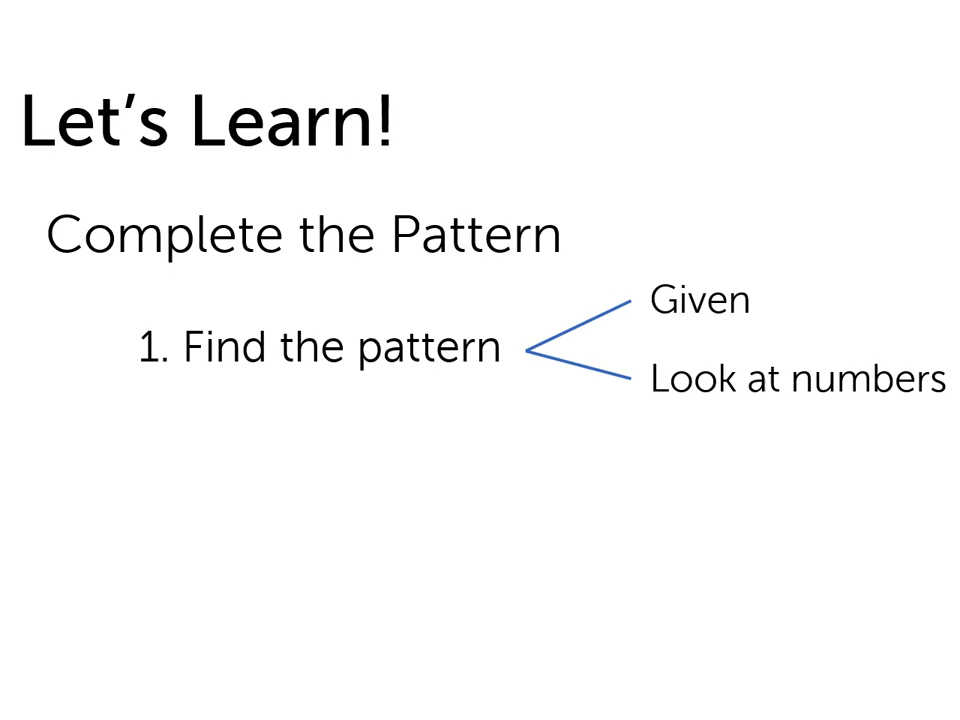 Let’s Learn!
Complete the Pattern
1. Find the pattern
Given
Look at numbers